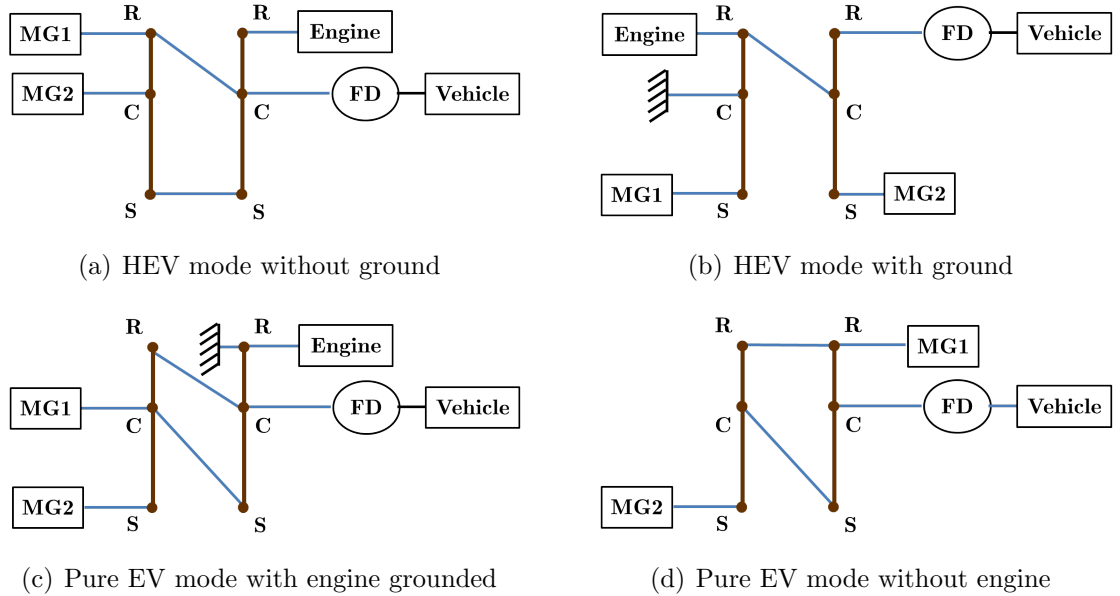 R R
MG1 Engine
MG2 FD Vehicle
C C
S S
(a) HEV mode without ground
R R
Engine FD Vehicle
C C
MG1 MG2
S S
(b) HEV mode with ground
R R
Engine
MG1 FD Vehicle
C C
MG2
S S
(c) Pure EV mode with engine grounded
R R
MG1
FD Vehicle
C C
MG2
S S
(d) Pure EV mode without engine